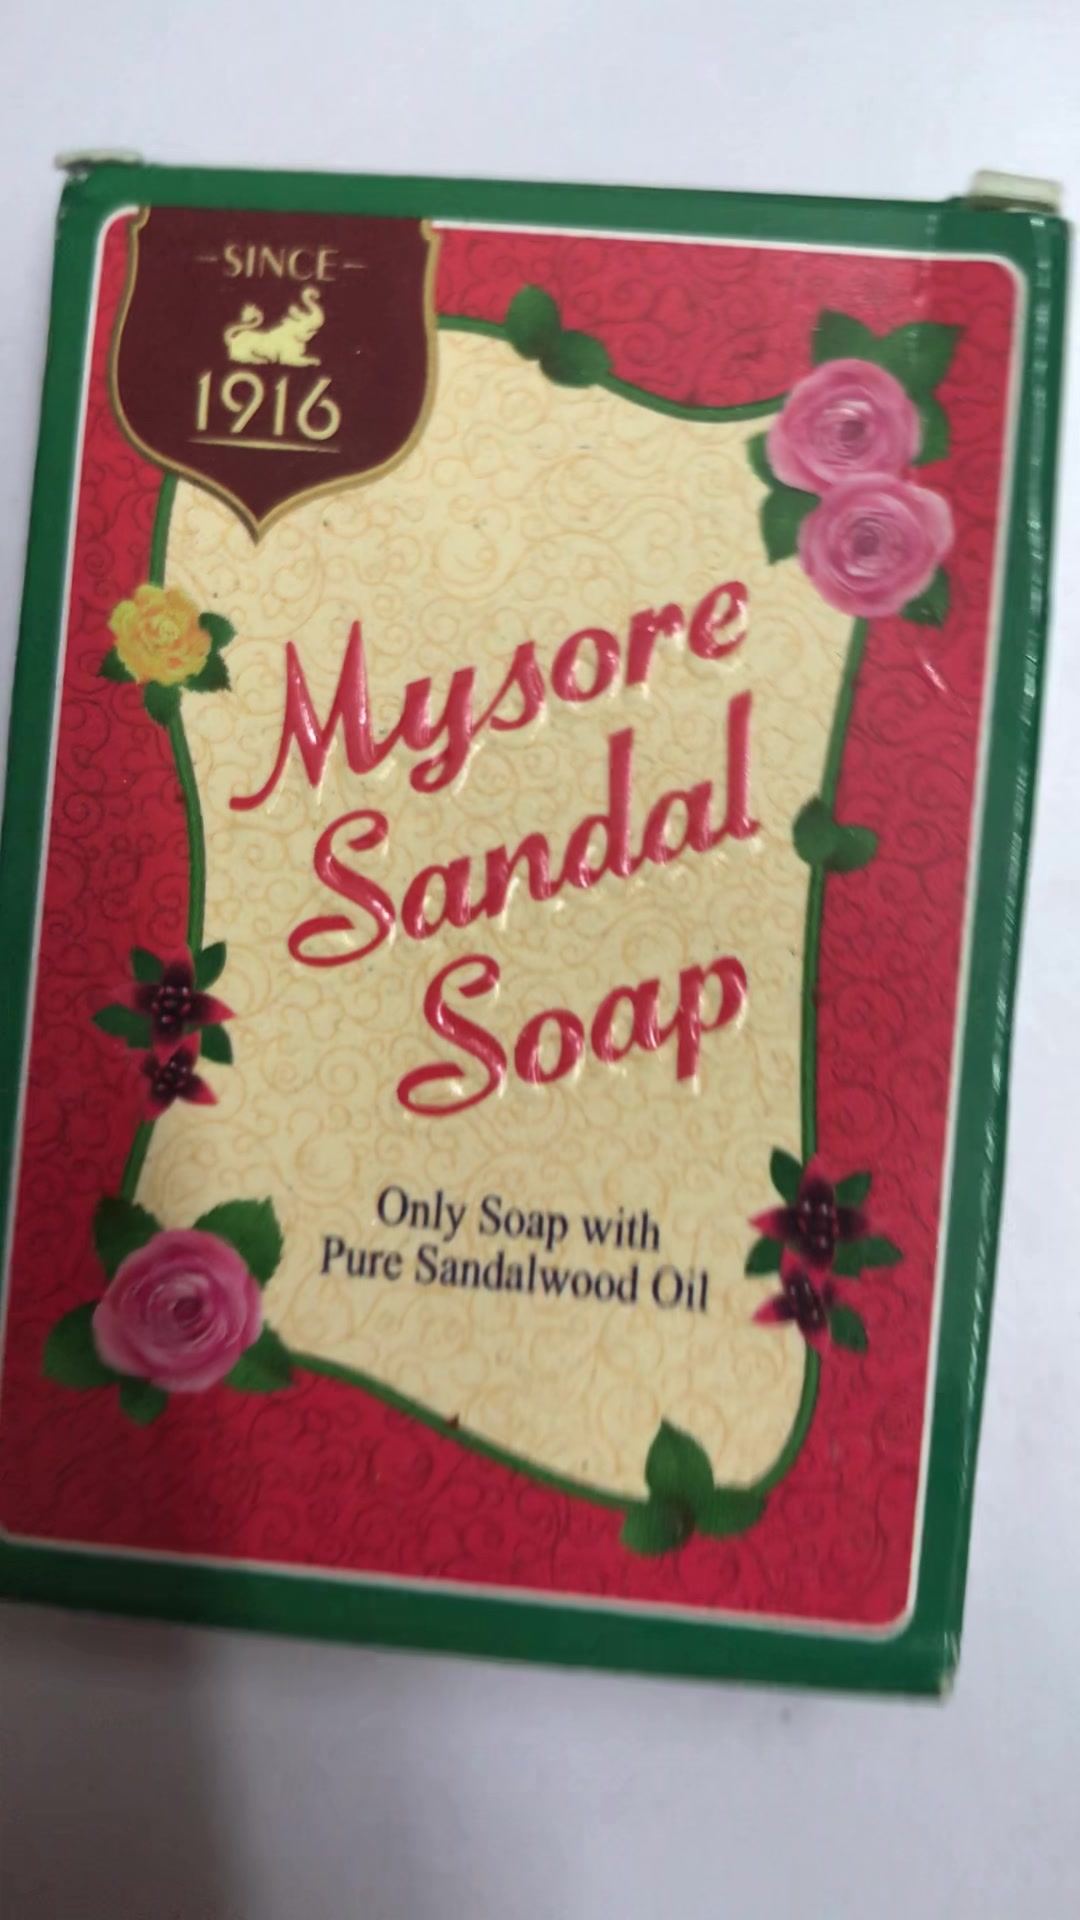 -SINCE-
1916
Mysore
Sandal
Soap
Only Soap with
Pure Sandalwood Oil